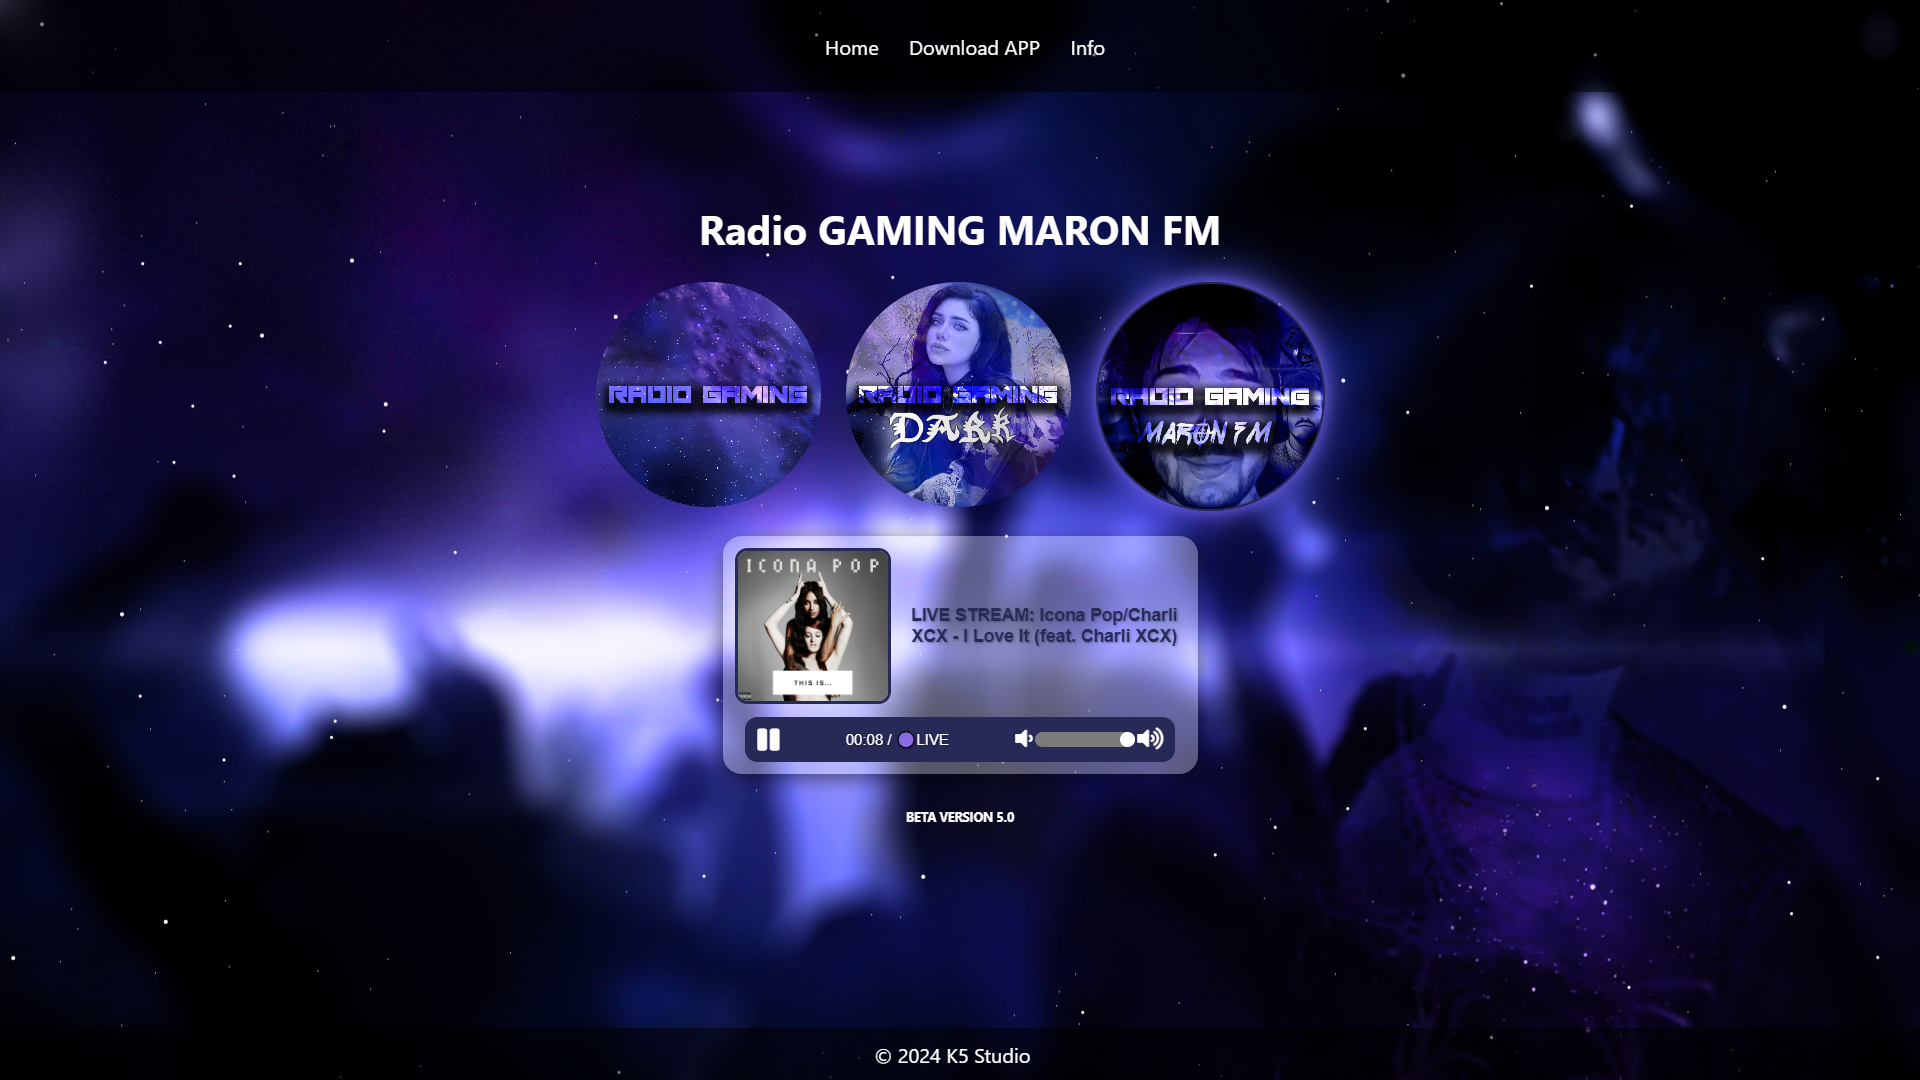 Home Download APP Info
Radio GAMING MARON FM
RADIO GAMING
RADIO GAMING
DARK
RADIO GAMING
MARON FM
ICONA POP
THIS IS...
LIVE STREAM: Icona Pop/Charli
XCX - I Love It (feat. Charli XCX)
00:08 / LIVE
BETA VERSION 5.0
© 2024 K5 Studio